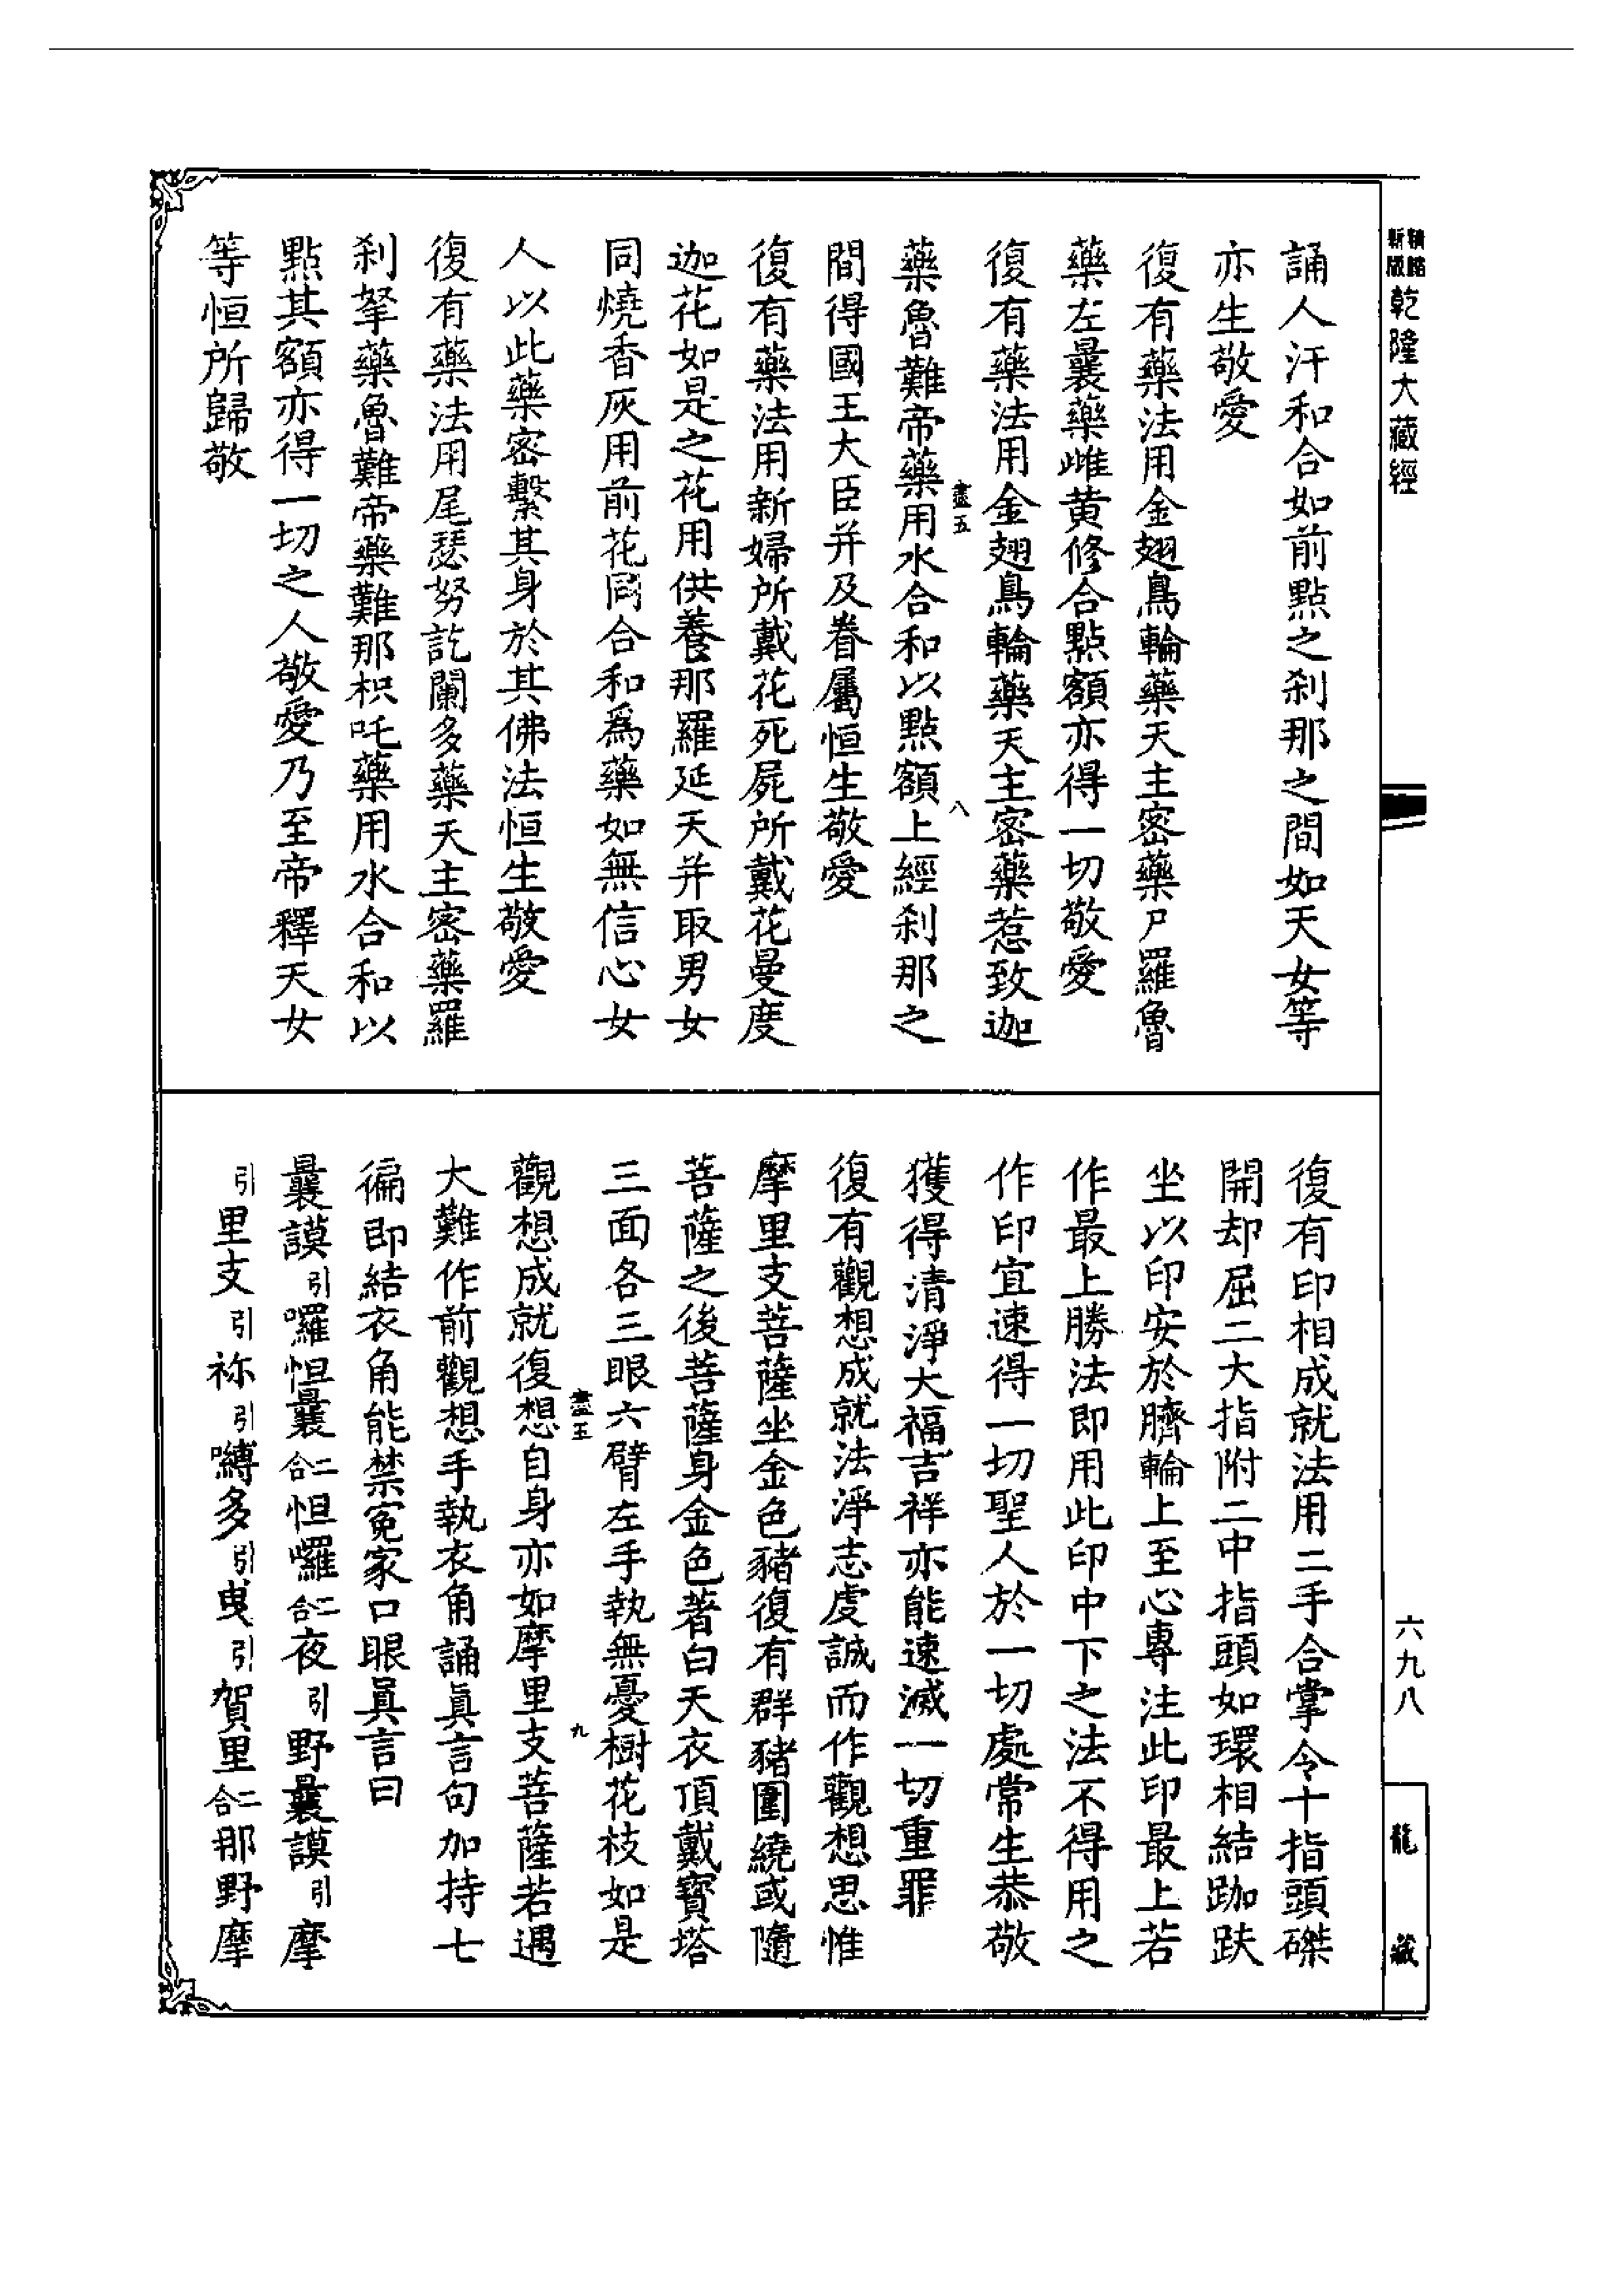 新版
乾隆大藏經
誦人汗和合如前點之刹那之間如天女等
亦生敬愛
復有藥法用金翅鳥輪藥天主密藥尸羅魯
藥左曩藥雌黄修合點額亦得一切敬愛
復有藥法用金翅鳥輪藥天主密藥惹致迦
盡五
八
藥魯難帝藥用水合和以點額上經刹那之
間得國王大臣并及眷屬恒生敬愛
復有藥法用新婦所戴花死屍所戴花曼度
迦花如是之花用供養那羅延天并取男女
同燒香灰用前花同合和爲藥如無信心女
人以此藥密繫其身於其佛法恒生敬愛
復有藥法用尾瑟努訖闌多藥天主密藥羅
刹拏藥魯難帝藥難那枳吒藥用水合和以
點其額亦得一切之人敬愛乃至帝釋天女
等恒所歸敬
六九八
龍藏
復有印相成就法用二手合掌令十指頭磔
開却屈二大指附二中指頭如環相結跏趺
坐以印安於臍輪上至心專注此印最上若
作最上勝法即用此印中下之法不得用之
作印宜速得一切聖人於一切處常生恭敬
獲得清淨大福吉祥亦能速滅一切重罪
復有觀想成就法淨志虔誠而作觀想思惟
摩里支菩薩坐金色豬復有群豬圍繞或隨
菩薩之後菩薩身金色著白天衣頂戴寶塔
三面各三眼六臂左手執無憂樹花枝如是
盡五
九
觀想成就復想自身亦如摩里支菩薩若遇
大難作前觀想手執衣角誦眞言句加持七
徧即結衣角能禁冤家口眼眞言曰
曩謨引囉怛曩二合怛囉二合夜引野曩謨引摩
引里支引祢引嚩多引曳引賀里二合那野摩